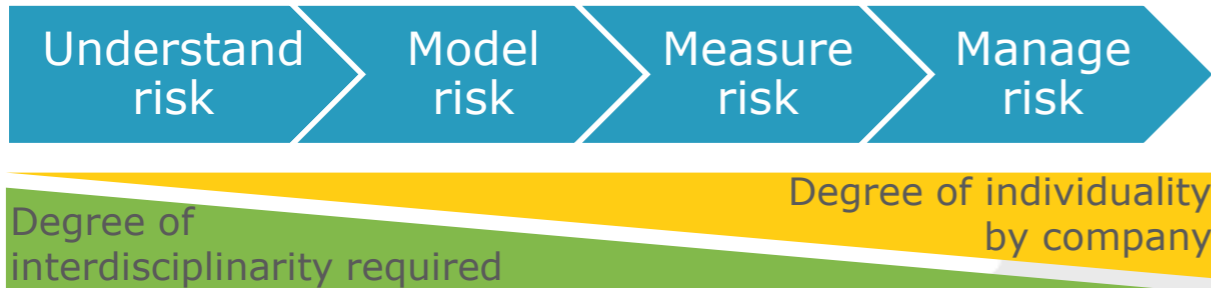 Understand
risk
Model
risk
Measure
risk
Manage
risk
Degree of individuality
by company
Degree of
interdisciplinarity required